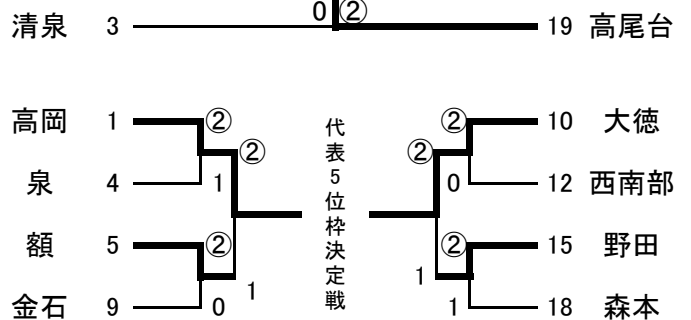 0 ②
清泉 3 19 高尾台
高岡 1 ② ② 10 大徳
② ②
泉 4 1 0 12 西南部
額 5 ② ② 15 野田
1 1
金石 9 0 1 18 森本
代表5位枠決定戦